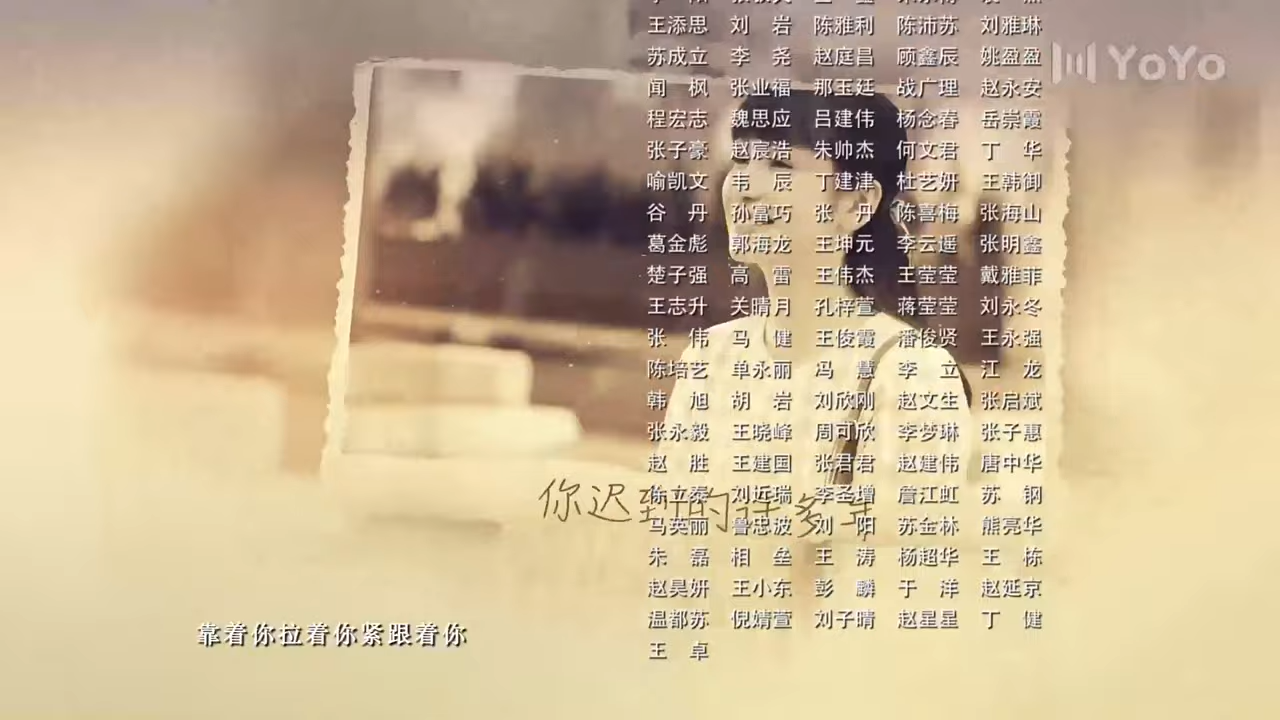 王添思 刘岩 陈雅利 陈沛苏 刘雅琳
苏成立 李尧 赵庭昌 顾鑫辰 姚盈盈
YoYo
闻枫 张业福 那玉廷 战广理 赵永安
程宏志 魏思应 吕建伟 杨念春 岳崇霞
张子豪 赵宸浩 朱帅杰 何文君 丁华
喻凯文 韦辰 丁建津 杜艺妍 王韩御
谷丹 孙富巧 张丹 陈喜梅 张海山
葛金彪 郭海龙 王坤元 李云遥 张明鑫
楚子强 高雷 王伟杰 王莹莹 戴雅菲
王志升 关晴月 孔梓萱 蒋莹莹 刘永冬
张伟 马健 王俊霞 潘俊贤 王永强
陈培艺 单永丽 冯慧 李立 江龙
韩旭 胡岩 刘欣刚 赵文生 张启斌
张永毅 王晓峰 周可欣 李梦琳 张子惠
赵胜 王建国 张君君 赵建伟 唐中华
徐立泰 刘近瑞 李圣增 詹江虹 苏钢
你迟到的许多年
马英丽 鲁忠波 刘阳 苏金林 熊亮华
朱磊 相垒 王涛 杨超华 王栋
赵昊妍 王小东 彭麟 于洋 赵延京
温都苏 倪婧萱 刘子晴 赵星星 丁健
靠着你拉着你紧跟着你
王卓